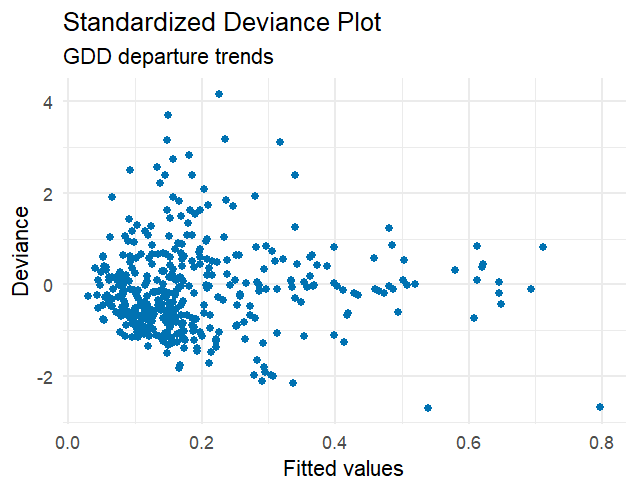 Standardized Deviance Plot
GDD departure trends
4
2
0
-2
Deviance
0.0 0.2 0.4 0.6 0.8
Fitted values